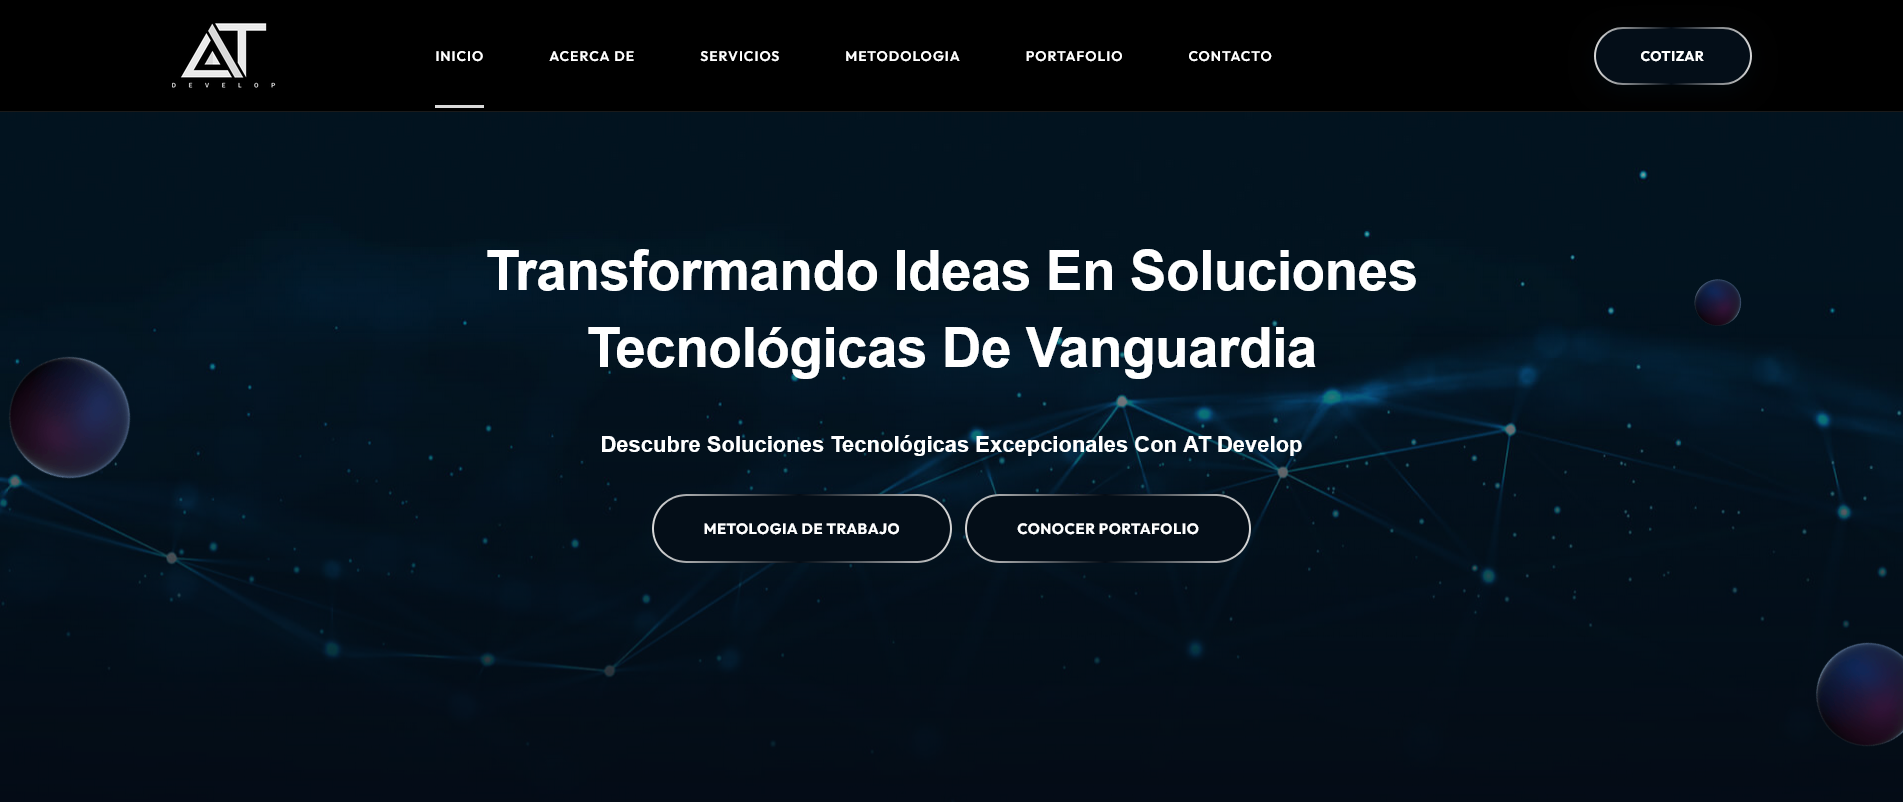 AT
DEVELOP
INICIO
ACERCA DE
SERVICIOS
METODOLOGIA
PORTAFOLIO
CONTACTO
COTIZAR
Transformando Ideas En Soluciones
Tecnológicas De Vanguardia
Descubre Soluciones Tecnológicas Excepcionales Con AT Develop
METOLOGIA DE TRABAJO
CONOCER PORTAFOLIO